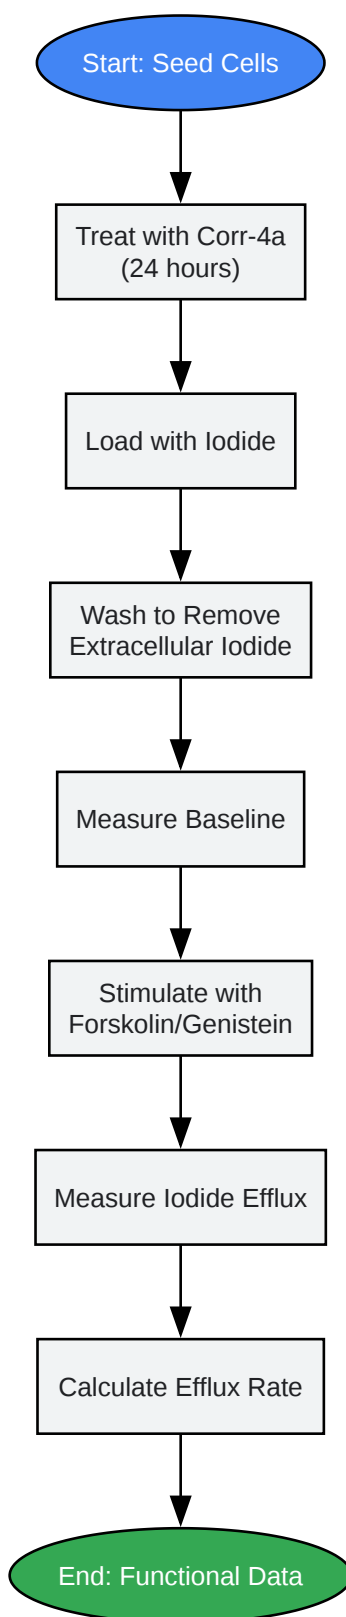 Start: Seed Cells
Treat with Corr-4a
(24 hours)
Load with Iodide
Wash to Remove
Extracellular Iodide
Measure Baseline
Stimulate with
Forskolin/Genistein
Measure Iodide Efflux
Calculate Efflux Rate
End: Functional Data